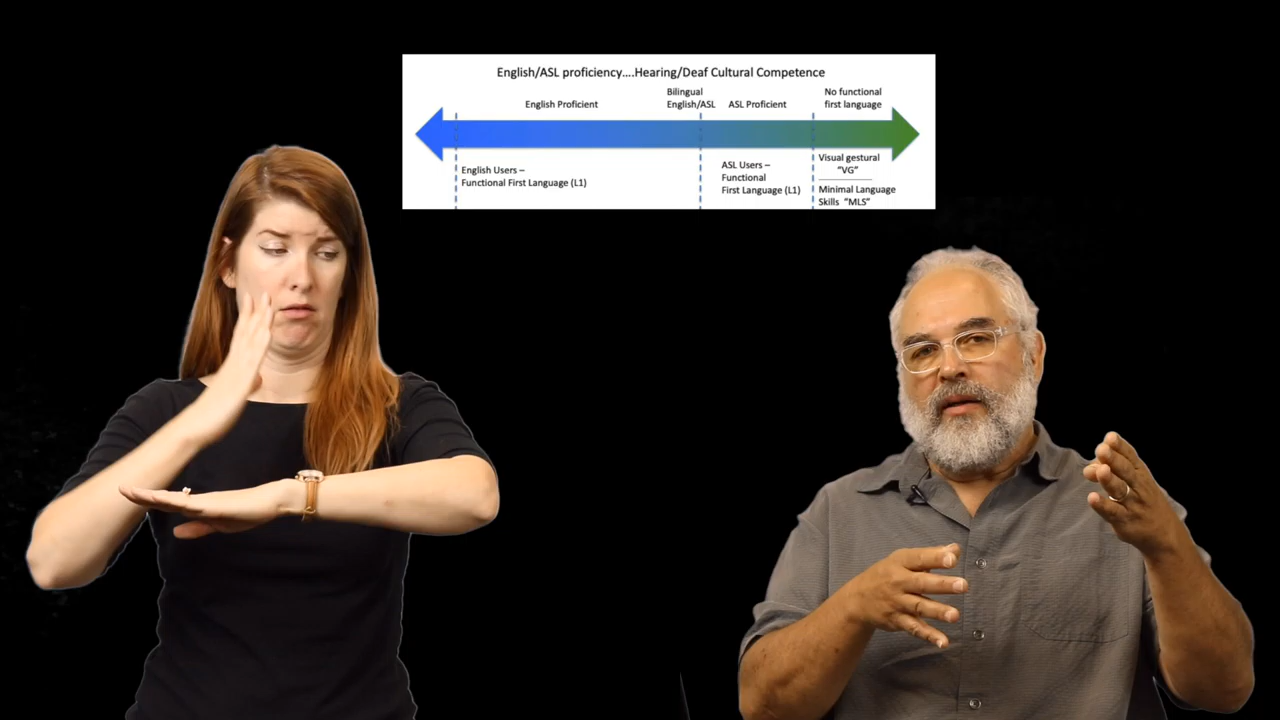 English/ASL proficiency....Hearing/Deaf Cultural Competence
English Proficient
Bilingual
English/ASL
ASL Proficient
No functional
first language
English Users –
Functional First Language (L1)
ASL Users –
Functional
First Language (L1)
Visual gestural
“VG”
Minimal Language
Skills “MLS”